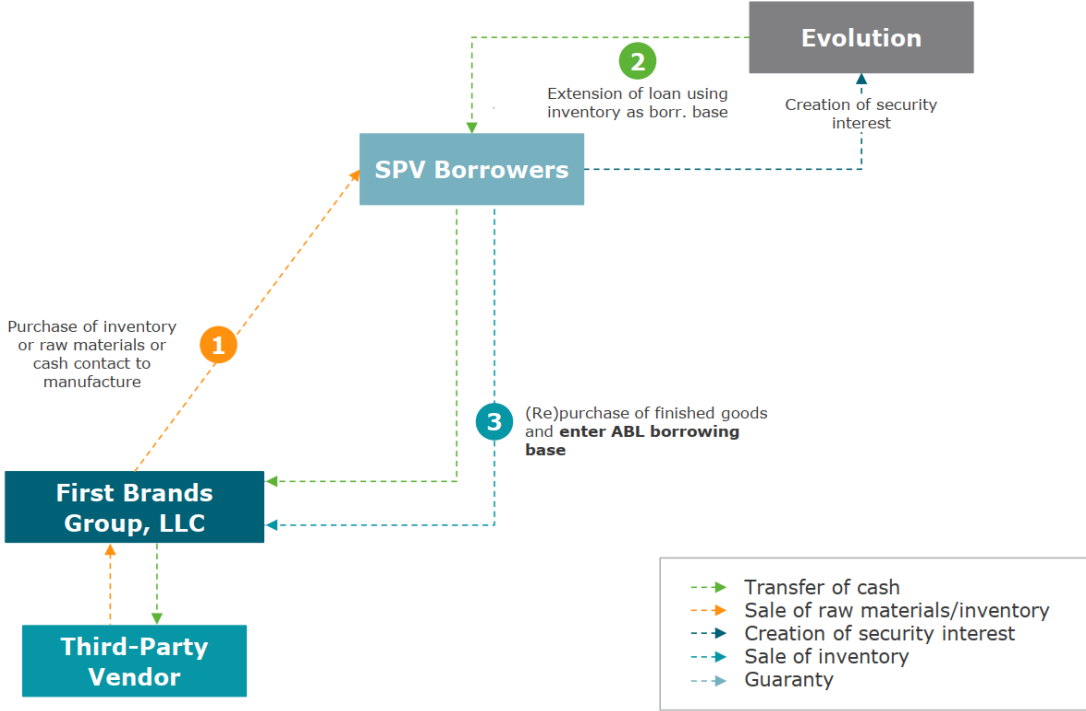 Evolution
2
Extension of loan using
inventory as borr. base
Creation of security
interest
SPV Borrowers
Purchase of inventory
or raw materials or
cash contact to
manufacture
1
3
(Re)purchase of finished goods
and enter ABL borrowing
base
First Brands
Group, LLC
Third-Party
Vendor
Transfer of cash
Sale of raw materials/inventory
Creation of security interest
Sale of inventory
Guaranty